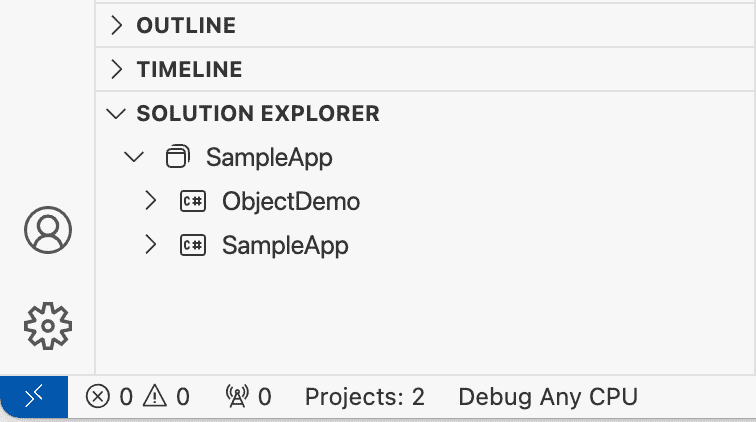 OUTLINE
TIMELINE
SOLUTION EXPLORER
SampleApp
C# ObjectDemo
C# SampleApp
0 0 0 Projects: 2 Debug Any CPU